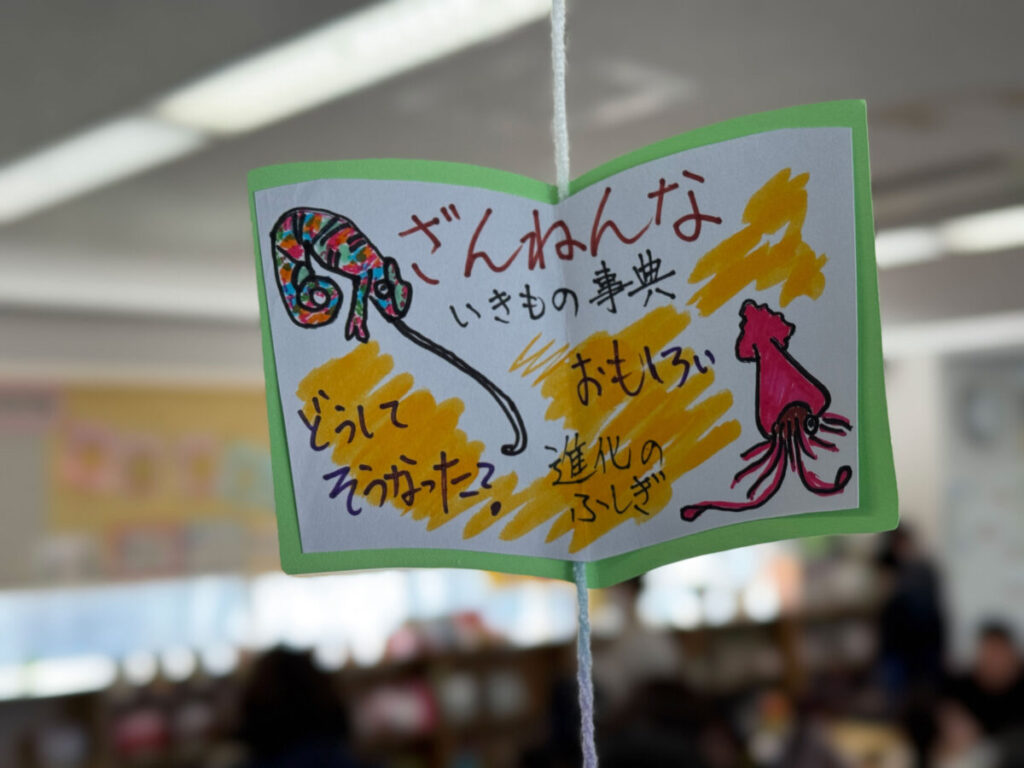 ざんねんな
いきもの事典
おもしろい
進化の
ふしぎ
どうして
そうなった?